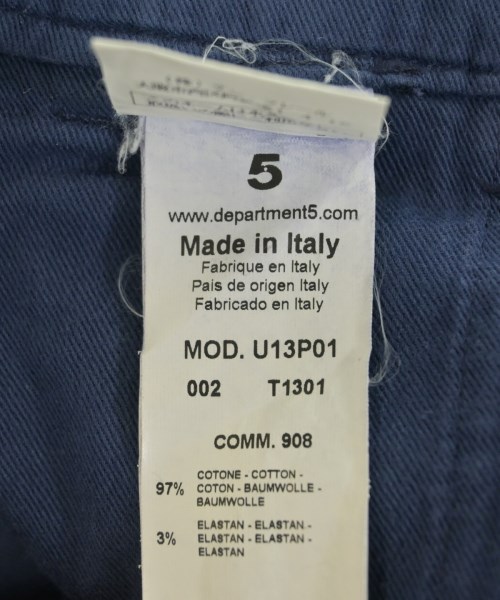 5
www.department5.com
Made in Italy
Fabrique en Italy
Pais de origen Italy
Fabricado en Italy
MOD. U13P01
002 T1301
COMM. 908
97% COTONE - COTTON -
COTON - BAUMWOLLE -
BAUMWOLLE
3% ELASTAN - ELASTAN -
ELASTAN - ELASTAN -
ELASTAN